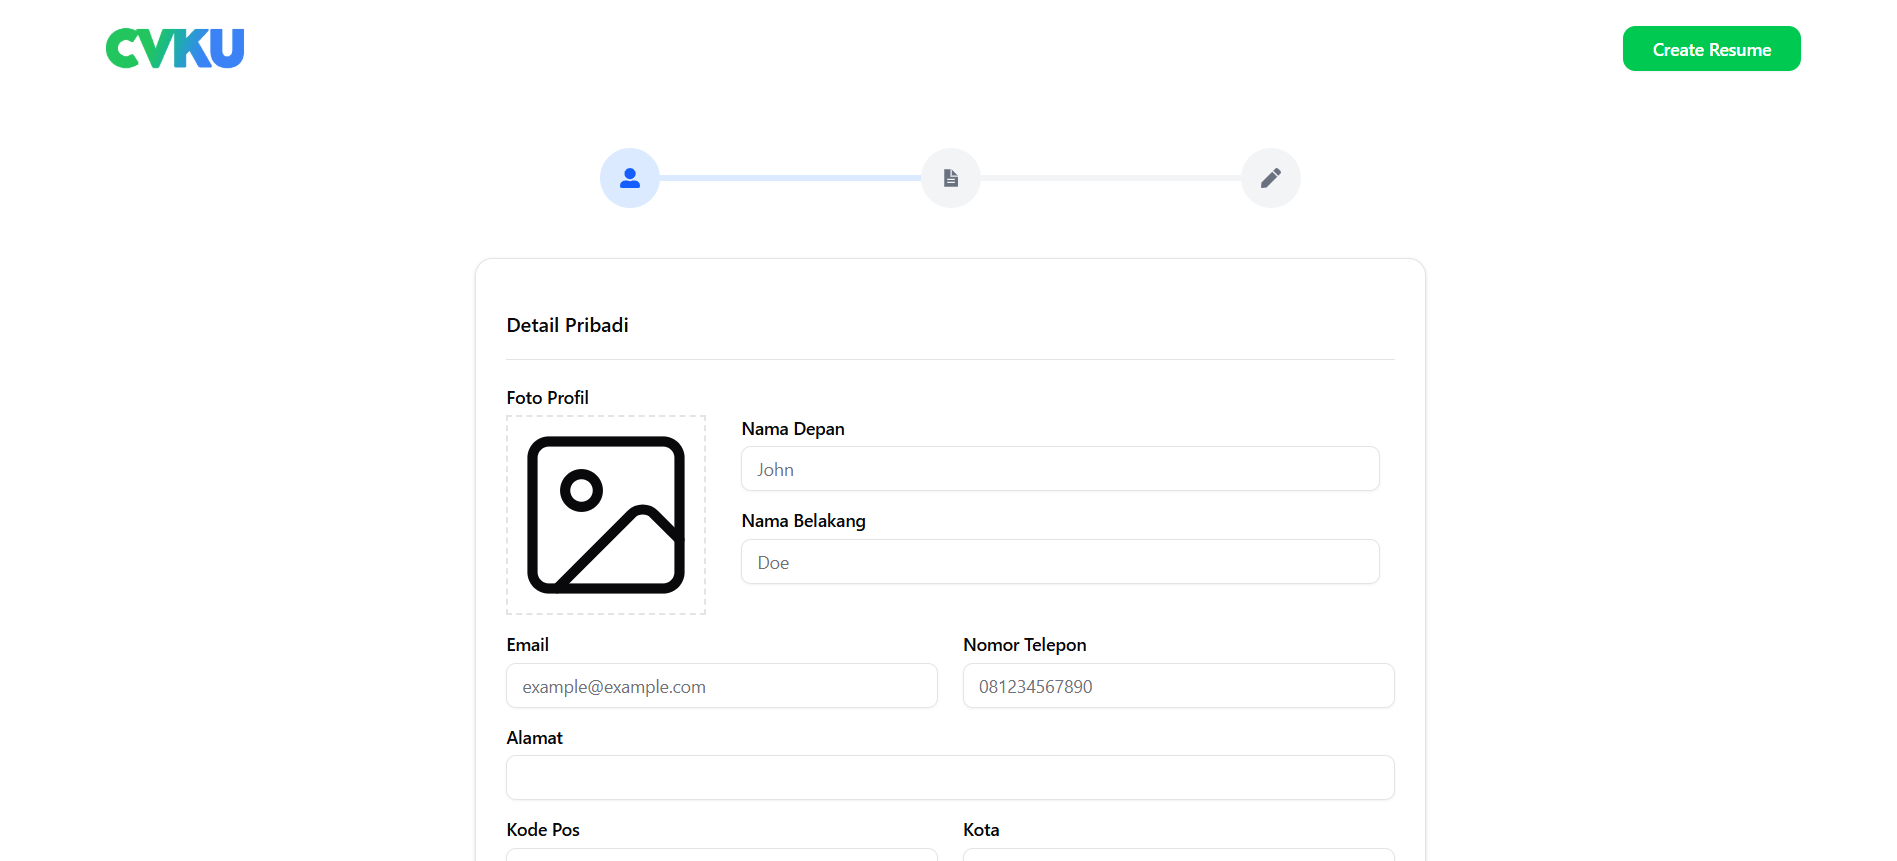 CVKU
Create Resume
Detail Pribadi
Foto Profil
Nama Depan
John
Nama Belakang
Doe
Email
example@example.com
Nomor Telepon
081234567890
Alamat
Kode Pos
Kota